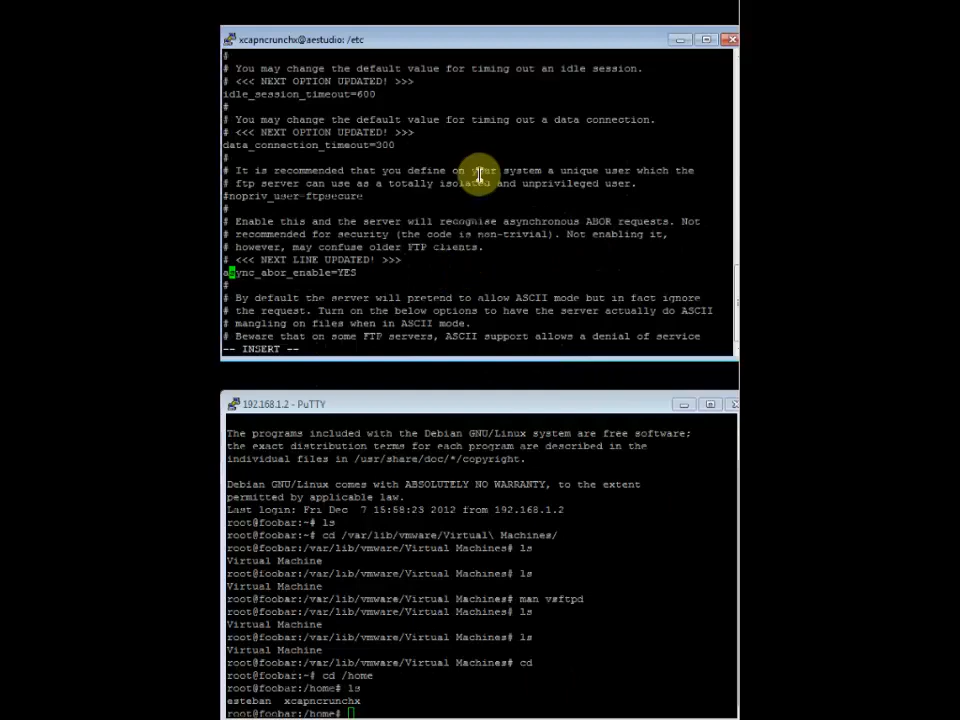 xcapncrunchx@aestudio: /etc
#
# You may change the default value for timing out an idle session.
# <<< NEXT OPTION UPDATED! >>>
idle_session_timeout=600
#
# You may change the default value for timing out a data connection.
# <<< NEXT OPTION UPDATED! >>>
data_connection_timeout=300
#
# It is recommended that you define on your system a unique user which the
# ftp server can use as a totally isolated and unprivileged user.
#nopriv_user=ftpsecure
#
# Enable this and the server will recognise asynchronous ABOR requests. Not
# recommended for security (the code is non-trivial). Not enabling it,
# however, may confuse older FTP clients.
# <<< NEXT LINE UPDATED! >>>
async_abor_enable=YES
#
# By default the server will pretend to allow ASCII mode but in fact ignore
# the request. Turn on the below options to have the server actually do ASCII
# mangling on files when in ASCII mode.
# Beware that on some FTP servers, ASCII support allows a denial of service
-- INSERT --
192.168.1.2 - PuTTY
The programs included with the Debian GNU/Linux system are free software;
the exact distribution terms for each program are described in the
individual files in /usr/share/doc/*/copyright.
Debian GNU/Linux comes with ABSOLUTELY NO WARRANTY, to the extent
permitted by applicable law.
Last login: Fri Dec  7 15:58:23 2012 from 192.168.1.2
root@foobar:~# ls
root@foobar:~# cd /var/lib/vmware/Virtual\ Machines/
root@foobar:/var/lib/vmware/Virtual Machines# ls
Virtual Machine
root@foobar:/var/lib/vmware/Virtual Machines# ls
Virtual Machine
root@foobar:/var/lib/vmware/Virtual Machines# man vsftpd
root@foobar:/var/lib/vmware/Virtual Machines# ls
Virtual Machine
root@foobar:/var/lib/vmware/Virtual Machines# ls
Virtual Machine
root@foobar:/var/lib/vmware/Virtual Machines# cd
root@foobar:~# cd /home
root@foobar:/home# ls
esteban  xcapncrunchx
root@foobar:/home#